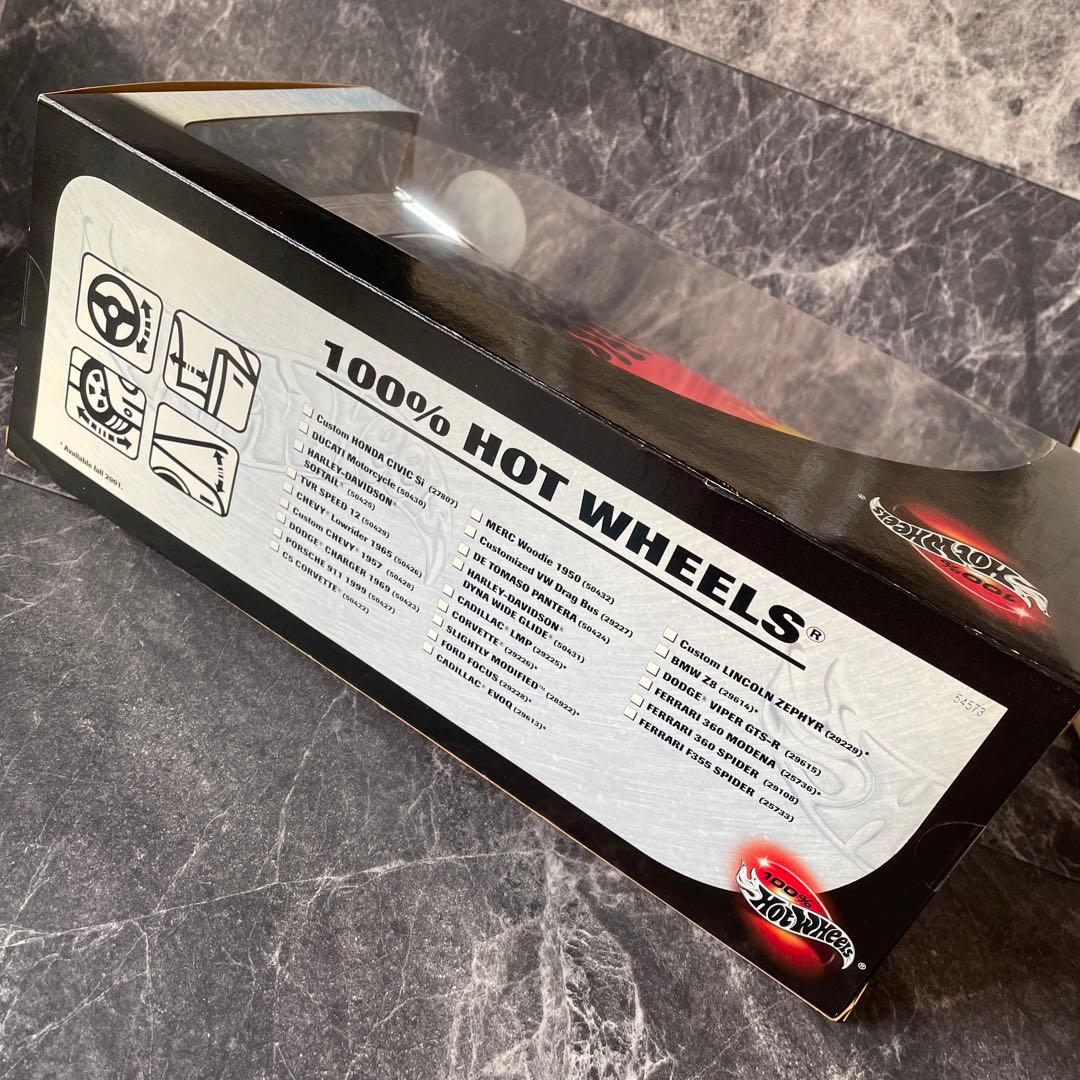 100% HOT WHEELS®
Custom HONDA CIVIC Si (27807)
DUCATI Motorcycle (50430)
HARLEY-DAVIDSON®
SOFTAIL® (50425)
TVR SPEED 12 (50429)
CHEVY® Lowrider 1965 (50426)
Custom CHEVY® 1957 (50428)
DODGE® CHARGER 1969 (50423)
PORSCHE 911 1999 (50427)
C5 CORVETTE® (50422)
MERC Woodie 1950 (50432)
Customized VW Drag Bus (29227)
DE TOMASO PANTERA (50424)
HARLEY-DAVIDSON®
DYNA WIDE GLIDE® (50431)
CADILLAC® LMP (29225)*
CORVETTE® (29226)*
SLIGHTLY MODIFIED™ (28922)*
FORD FOCUS (29228)*
CADILLAC® EVOQ (29613)*
Custom LINCOLN ZEPHYR (29229)*
BMW Z8 (29614)*
DODGE® VIPER GTS-R (29615)
FERRARI 360 MODENA (25736)*
FERRARI 360 SPIDER (29108)
FERRARI F355 SPIDER (25733)
* Available fall 2001.
54573
100%
Hot Wheels®
100%
Hot Wheels®